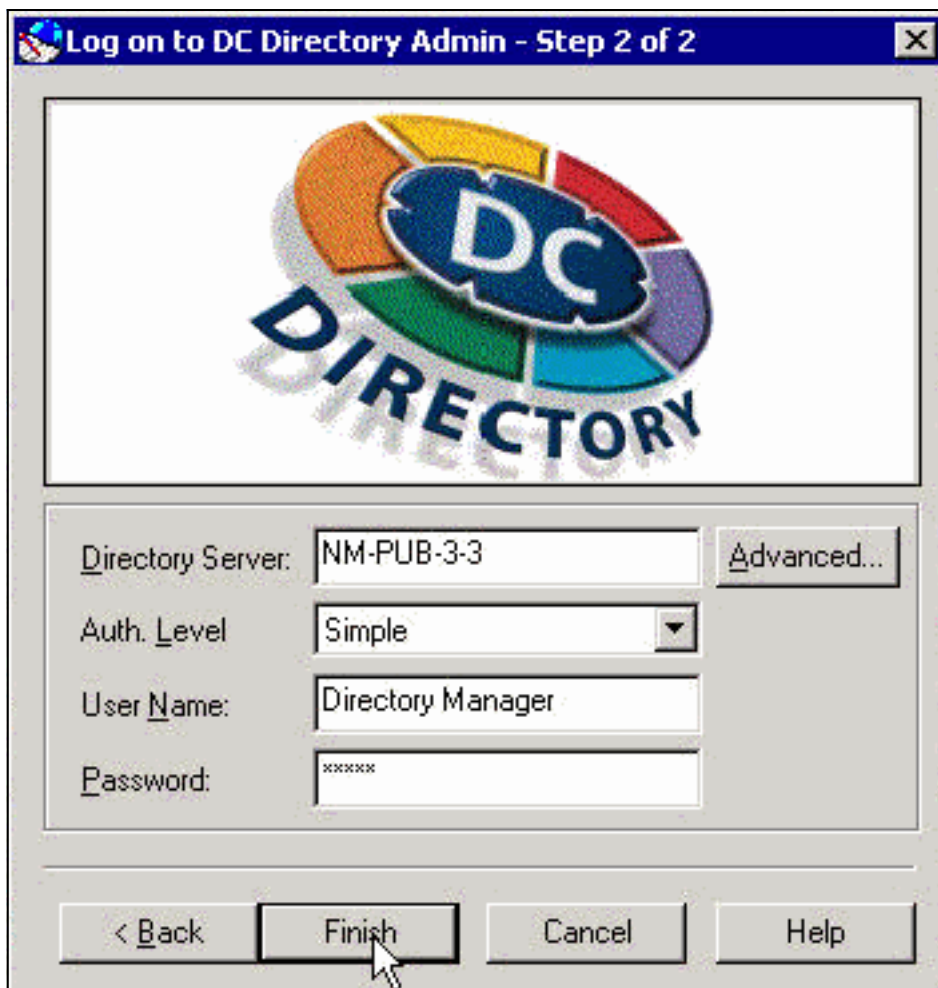 Log on to DC Directory Admin - Step 2 of 2
DC
DIRECTORY
Directory Server: NM-PUB-3-3 Advanced...
Auth. Level Simple
User Name: Directory Manager
Password: xxxxx
< Back Finish Cancel Help